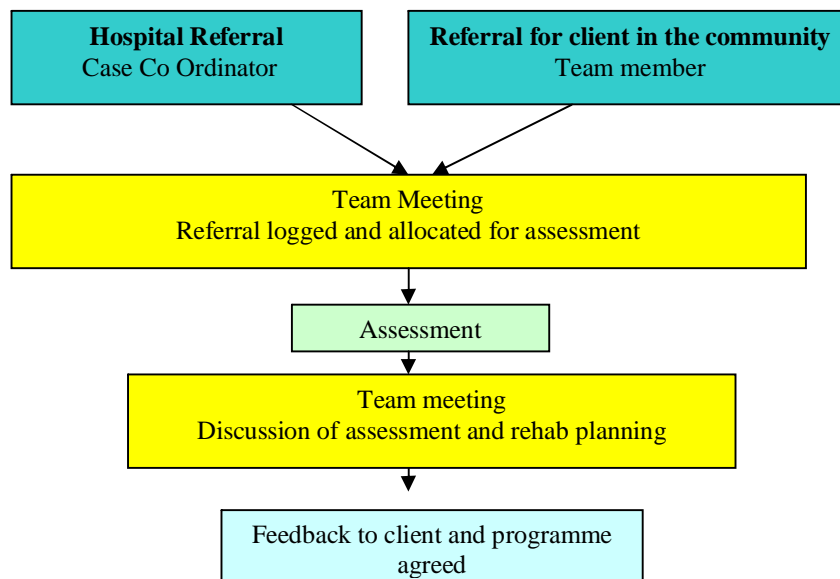 Hospital Referral
Case Co Ordinator
Referral for client in the community
Team member
Team Meeting
Referral logged and allocated for assessment
Assessment
Team meeting
Discussion of assessment and rehab planning
Feedback to client and programme
agreed